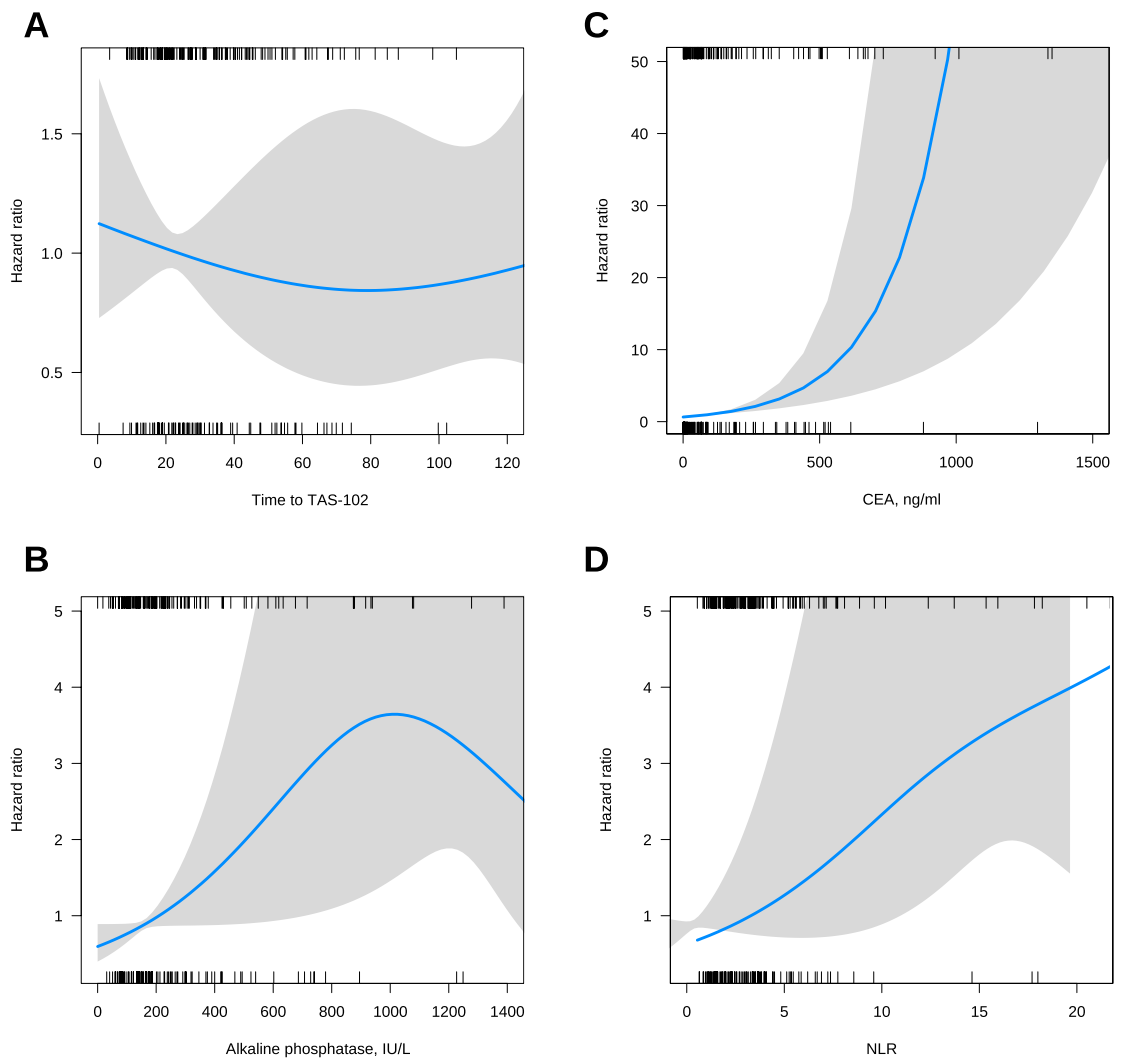 A
Hazard ratio
1.5
1.0
0.5
0 20 40 60 80 100 120
Time to TAS-102
C
Hazard ratio
50
40
30
20
10
0
0 500 1000 1500
CEA, ng/ml
B
Hazard ratio
5
4
3
2
1
0 200 400 600 800 1000 1200 1400
Alkaline phosphatase, IU/L
D
Hazard ratio
5
4
3
2
1
0 5 10 15 20
NLR